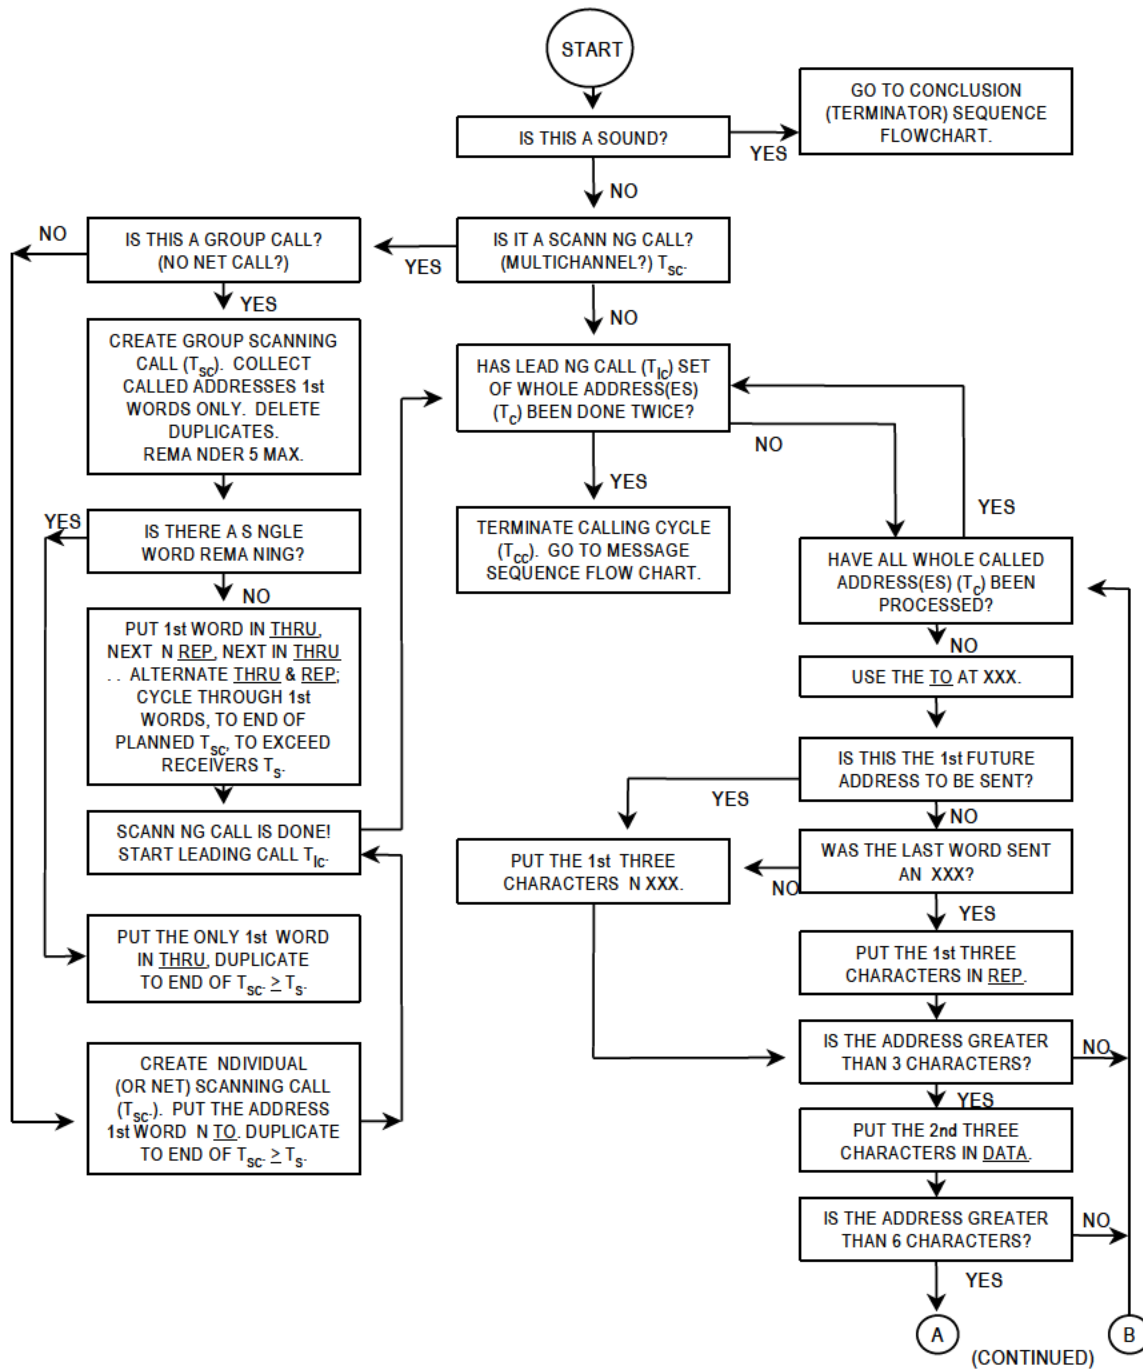 START
GO TO CONCLUSION
(TERMINATOR) SEQUENCE
FLOWCHART.
IS THIS A SOUND?
YES
NO
NO
IS THIS A GROUP CALL?
(NO NET CALL?)
YES
IS IT A SCANN NG CALL?
(MULTICHANNEL?) TSC.
YES
NO
CREATE GROUP SCANNING
CALL (TSC). COLLECT
CALLED ADDRESSES 1st
WORDS ONLY. DELETE
DUPLICATES.
REMA NDER 5 MAX.
HAS LEAD NG CALL (Tlc) SET
OF WHOLE ADDRESS(ES)
(TC) BEEN DONE TWICE?
NO
YES
YES
YES
IS THERE A S NGLE
WORD REMA NING?
NO
TERMINATE CALLING CYCLE
(TCC). GO TO MESSAGE
SEQUENCE FLOW CHART.
HAVE ALL WHOLE CALLED
ADDRESS(ES) (TC) BEEN
PROCESSED?
NO
PUT 1st WORD IN THRU,
NEXT N REP, NEXT IN THRU
. . ALTERNATE THRU & REP;
CYCLE THROUGH 1st
WORDS, TO END OF
PLANNED TSC, TO EXCEED
RECEIVERS TS.
USE THE TO AT XXX.
IS THIS THE 1st FUTURE
ADDRESS TO BE SENT?
YES
NO
SCANN NG CALL IS DONE!
START LEADING CALL Tlc.
PUT THE 1st THREE
CHARACTERS N XXX.
NO
WAS THE LAST WORD SENT
AN XXX?
YES
PUT THE ONLY 1st WORD
IN THRU, DUPLICATE
TO END OF TSC. ≥ TS.
PUT THE 1st THREE
CHARACTERS IN REP.
CREATE NDIVIDUAL
(OR NET) SCANNING CALL
(TSC.). PUT THE ADDRESS
1st WORD N TO. DUPLICATE
TO END OF TSC. ≥ TS.
IS THE ADDRESS GREATER
THAN 3 CHARACTERS?
NO
YES
PUT THE 2nd THREE
CHARACTERS IN DATA.
IS THE ADDRESS GREATER
THAN 6 CHARACTERS?
NO
YES
A
B
(CONTINUED)